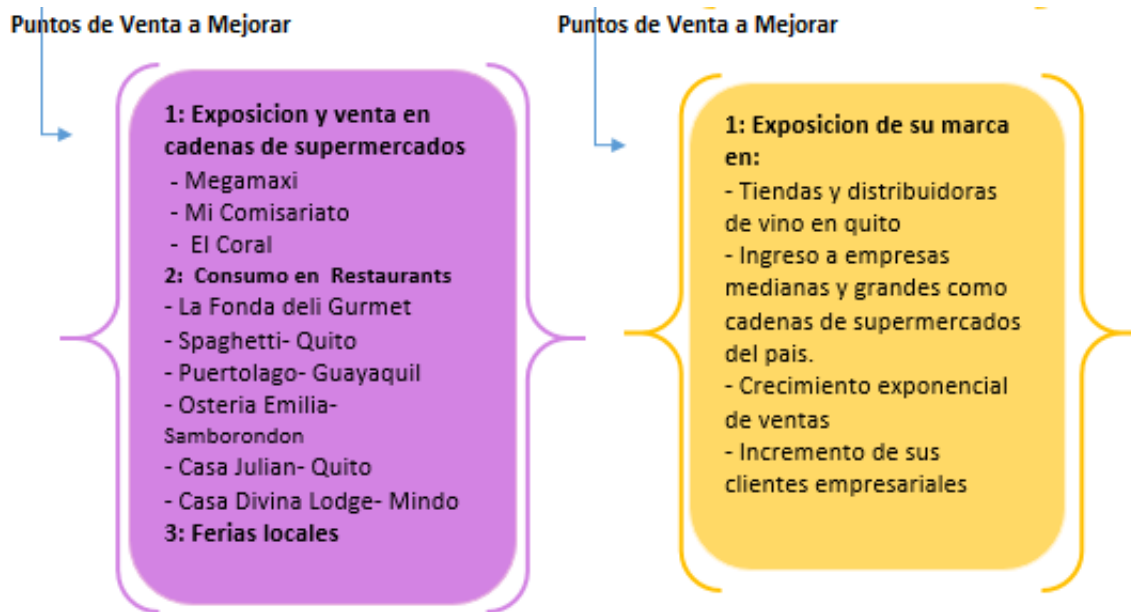 Puntos de Venta a Mejorar
1: Exposicion y venta en
cadenas de supermercados
- Megamaxi
- Mi Comisariato
- El Coral
2: Consumo en Restaurants
- La Fonda deli Gurmet
- Spaghetti- Quito
- Puertolago- Guayaquil
- Osteria Emilia-
Samborondon
- Casa Julian- Quito
- Casa Divina Lodge- Mindo
3: Ferias locales
Puntos de Venta a Mejorar
1: Exposicion de su marca
en:
- Tiendas y distribuidoras
de vino en quito
- Ingreso a empresas
medianas y grandes como
cadenas de supermercados
del pais.
- Crecimiento exponencial
de ventas
- Incremento de sus
clientes empresariales